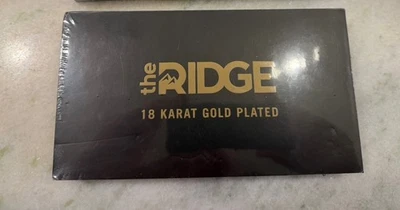 the RIDGE
18 KARAT GOLD PLATED